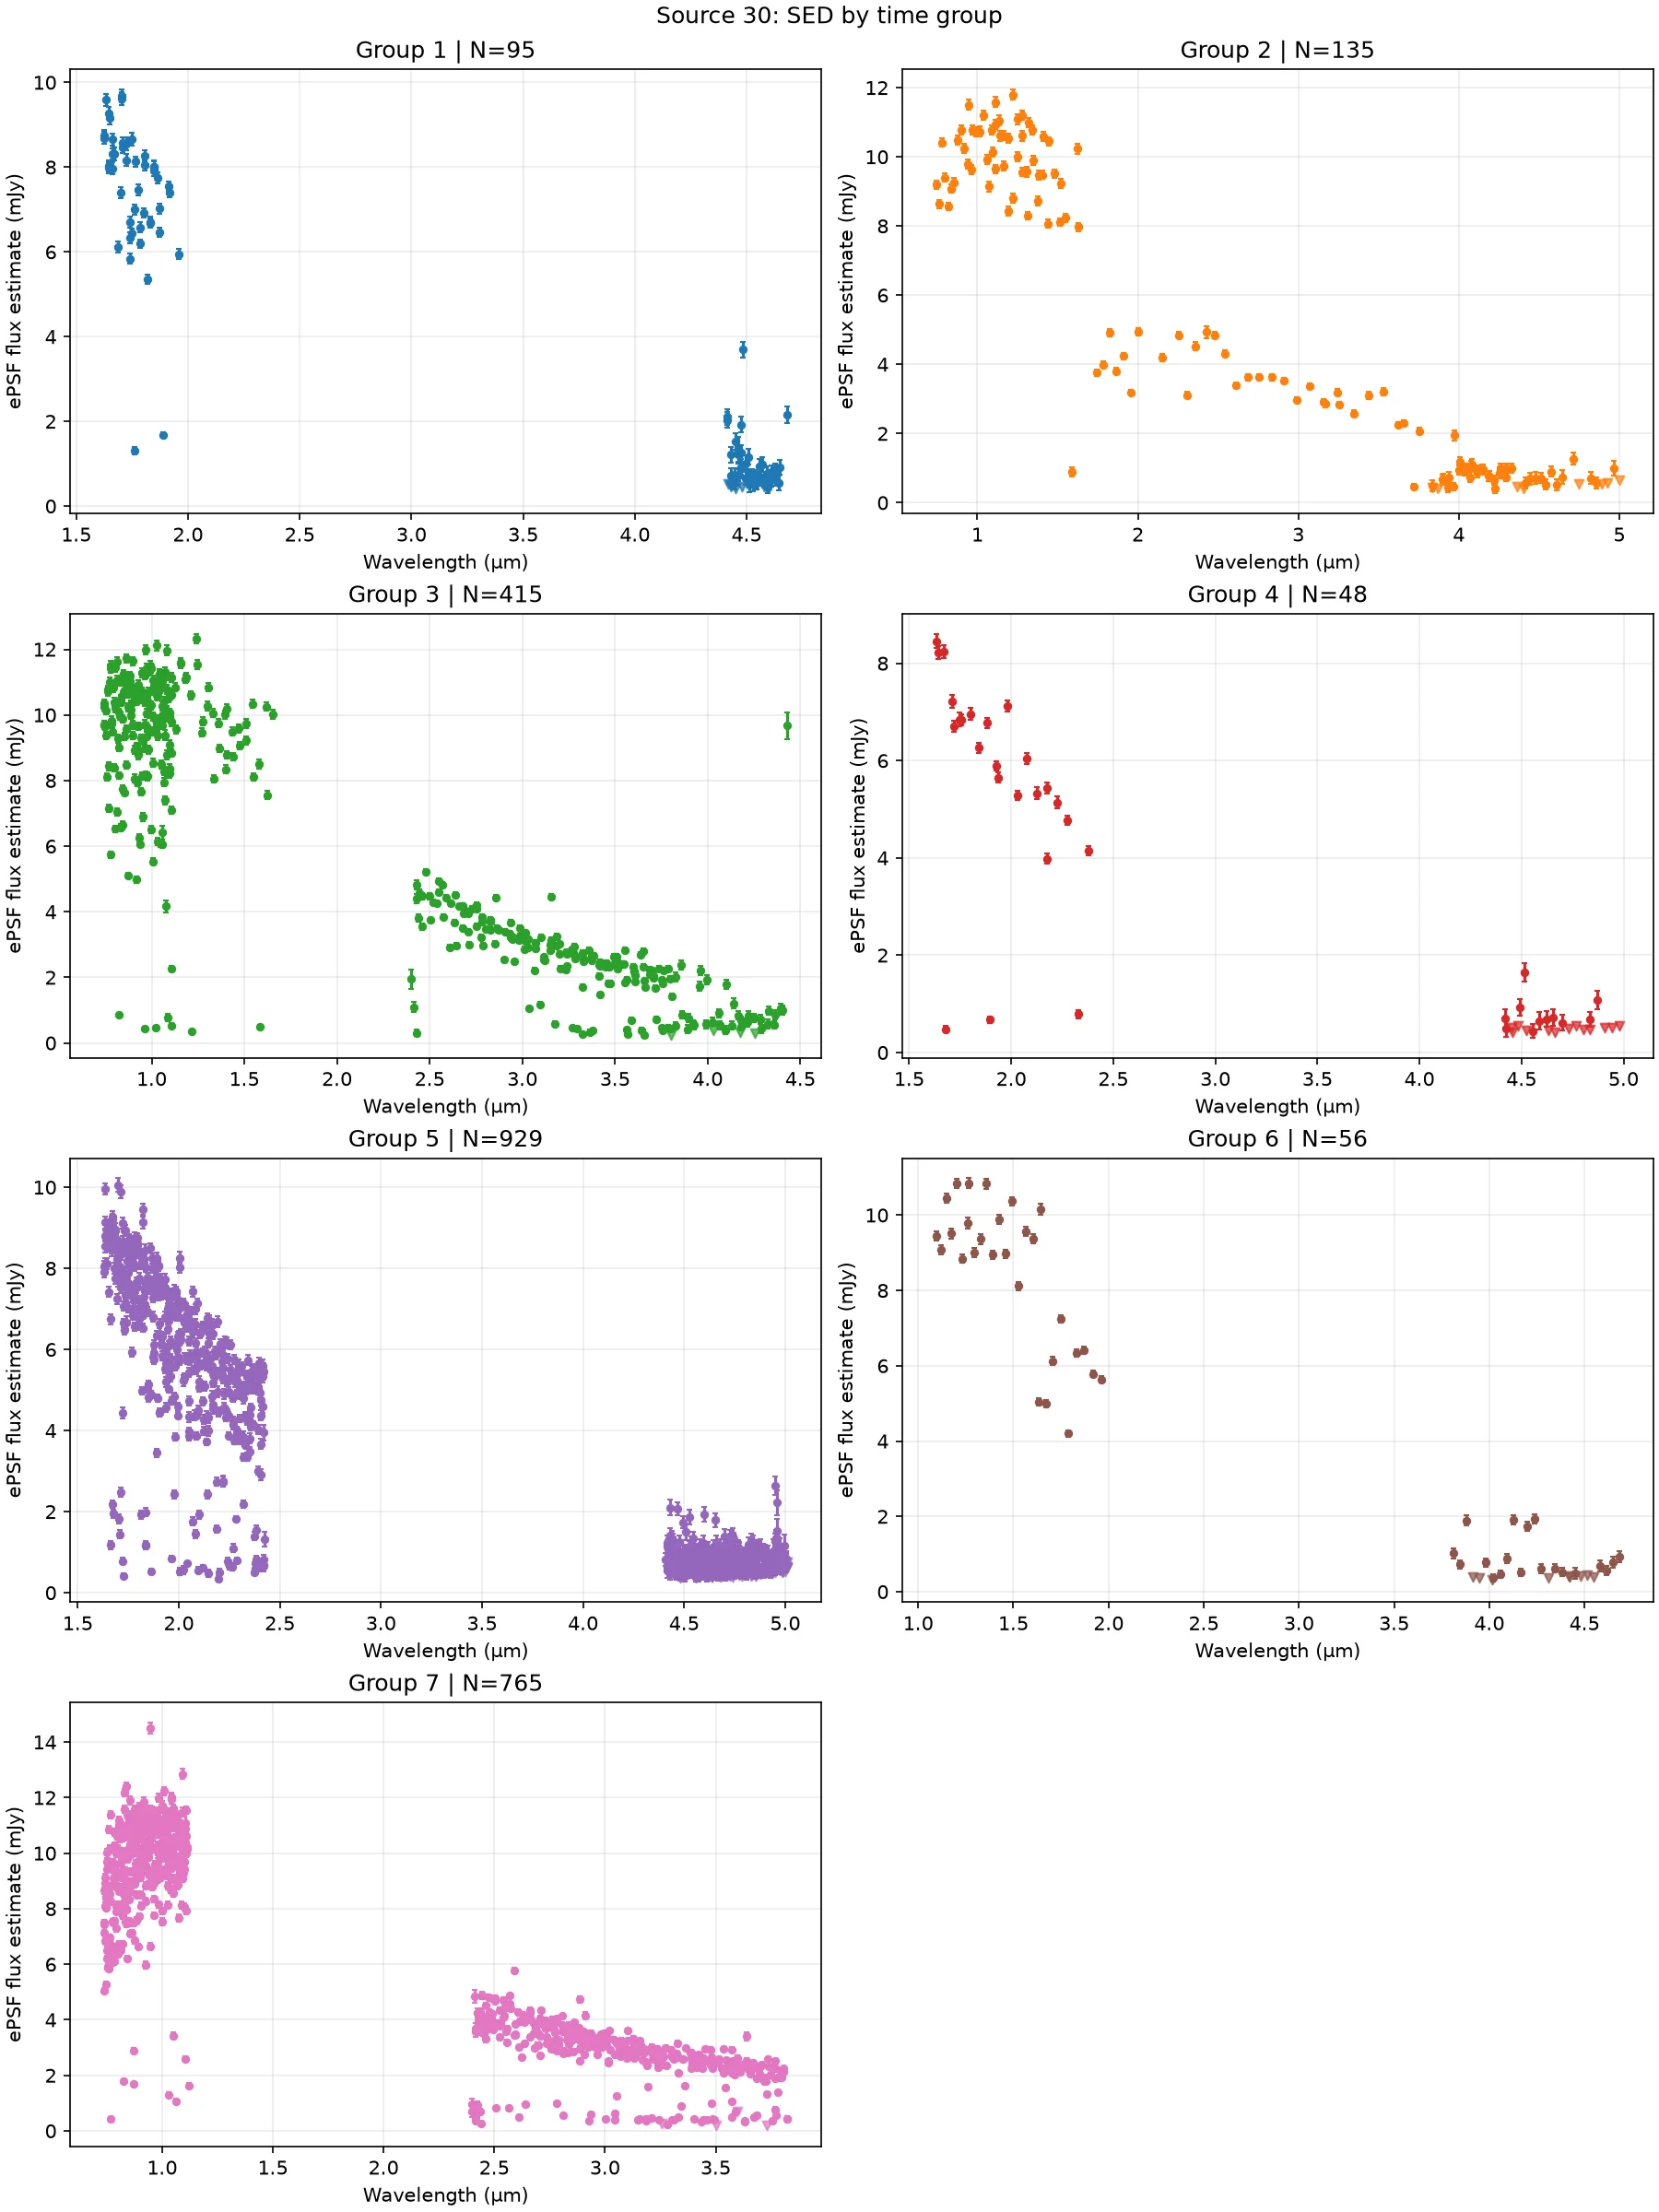 Source 30: SED by time group
Group 1 | N=95
ePSF flux estimate (mJy)
10
8
6
4
2
0
1.5 2.0 2.5 3.0 3.5 4.0 4.5
Wavelength (μm)
Group 2 | N=135
ePSF flux estimate (mJy)
12
10
8
6
4
2
0
1 2 3 4 5
Wavelength (μm)
Group 3 | N=415
ePSF flux estimate (mJy)
12
10
8
6
4
2
0
1.0 1.5 2.0 2.5 3.0 3.5 4.0 4.5
Wavelength (μm)
Group 4 | N=48
ePSF flux estimate (mJy)
8
6
4
2
0
1.5 2.0 2.5 3.0 3.5 4.0 4.5 5.0
Wavelength (μm)
Group 5 | N=929
ePSF flux estimate (mJy)
10
8
6
4
2
0
1.5 2.0 2.5 3.0 3.5 4.0 4.5 5.0
Wavelength (μm)
Group 6 | N=56
ePSF flux estimate (mJy)
10
8
6
4
2
0
1.0 1.5 2.0 2.5 3.0 3.5 4.0 4.5
Wavelength (μm)
Group 7 | N=765
ePSF flux estimate (mJy)
14
12
10
8
6
4
2
0
1.0 1.5 2.0 2.5 3.0 3.5
Wavelength (μm)